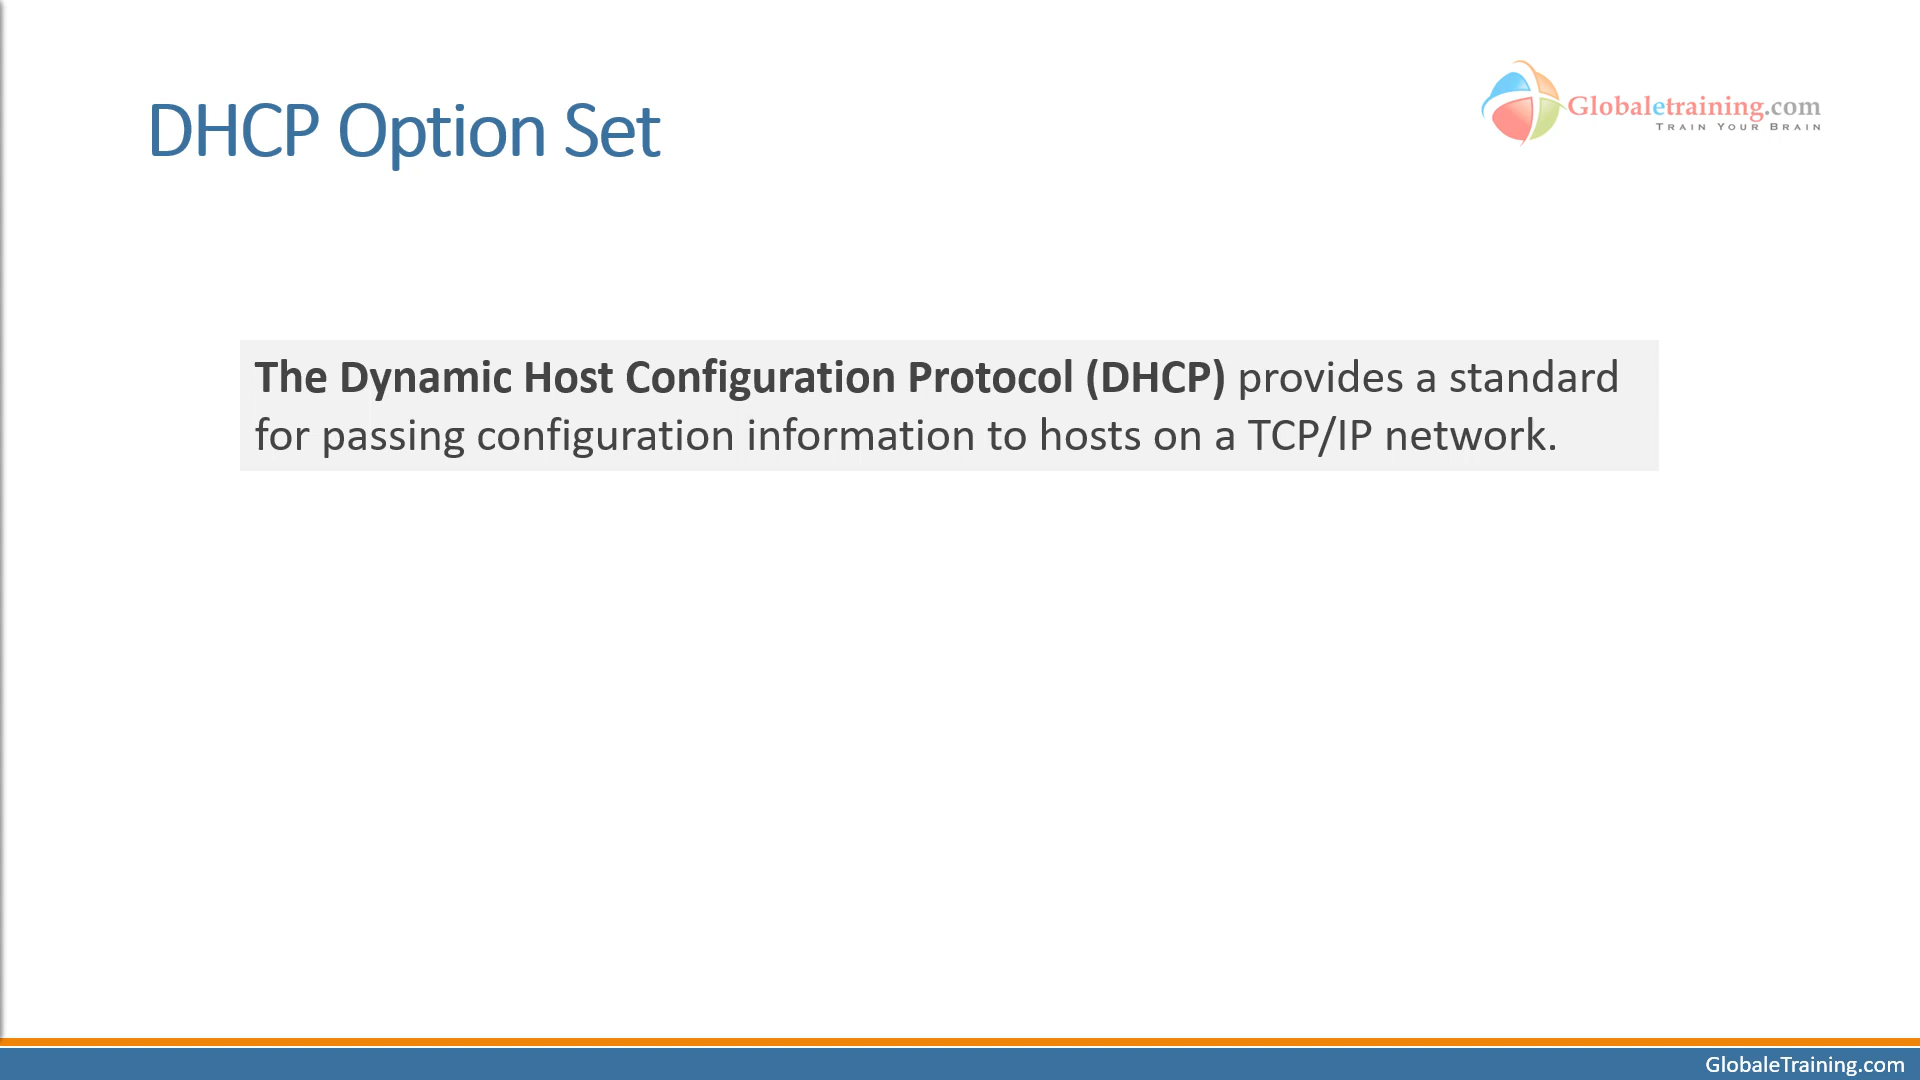 DHCP Option Set
Globaletraining.com
TRAIN YOUR BRAIN
The Dynamic Host Configuration Protocol (DHCP) provides a standard
for passing configuration information to hosts on a TCP/IP network.
GlobaleTraining.com